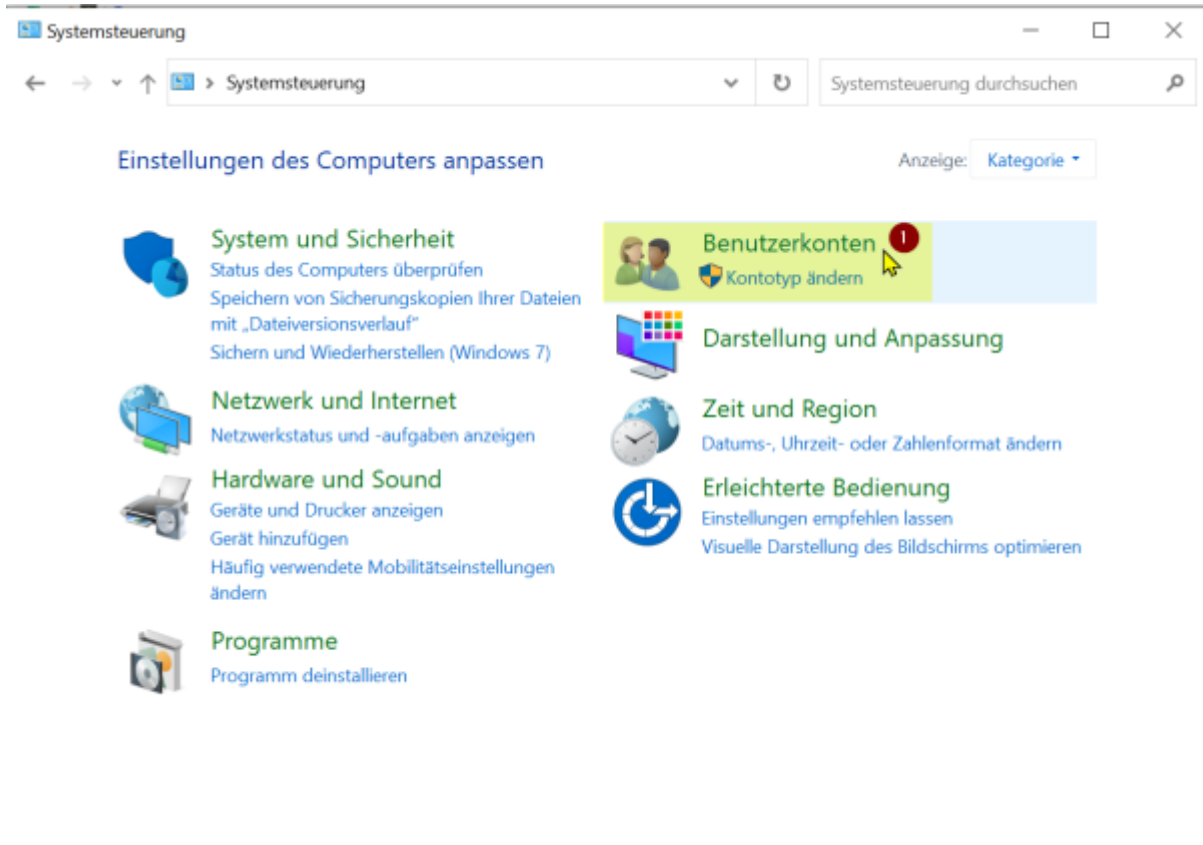 Systemsteuerung
Systemsteuerung
Systemsteuerung durchsuchen
Einstellungen des Computers anpassen
Anzeige: Kategorie
System und Sicherheit
Status des Computers überprüfen
Speichern von Sicherungskopien Ihrer Dateien
mit „Dateiversionsverlauf“
Sichern und Wiederherstellen (Windows 7)
Netzwerk und Internet
Netzwerkstatus und -aufgaben anzeigen
Hardware und Sound
Geräte und Drucker anzeigen
Gerät hinzufügen
Häufig verwendete Mobilitätseinstellungen
ändern
Programme
Programm deinstallieren
Benutzerkonten 1
Kontotyp ändern
Darstellung und Anpassung
Zeit und Region
Datums-, Uhrzeit- oder Zahlenformat ändern
Erleichterte Bedienung
Einstellungen empfehlen lassen
Visuelle Darstellung des Bildschirms optimieren